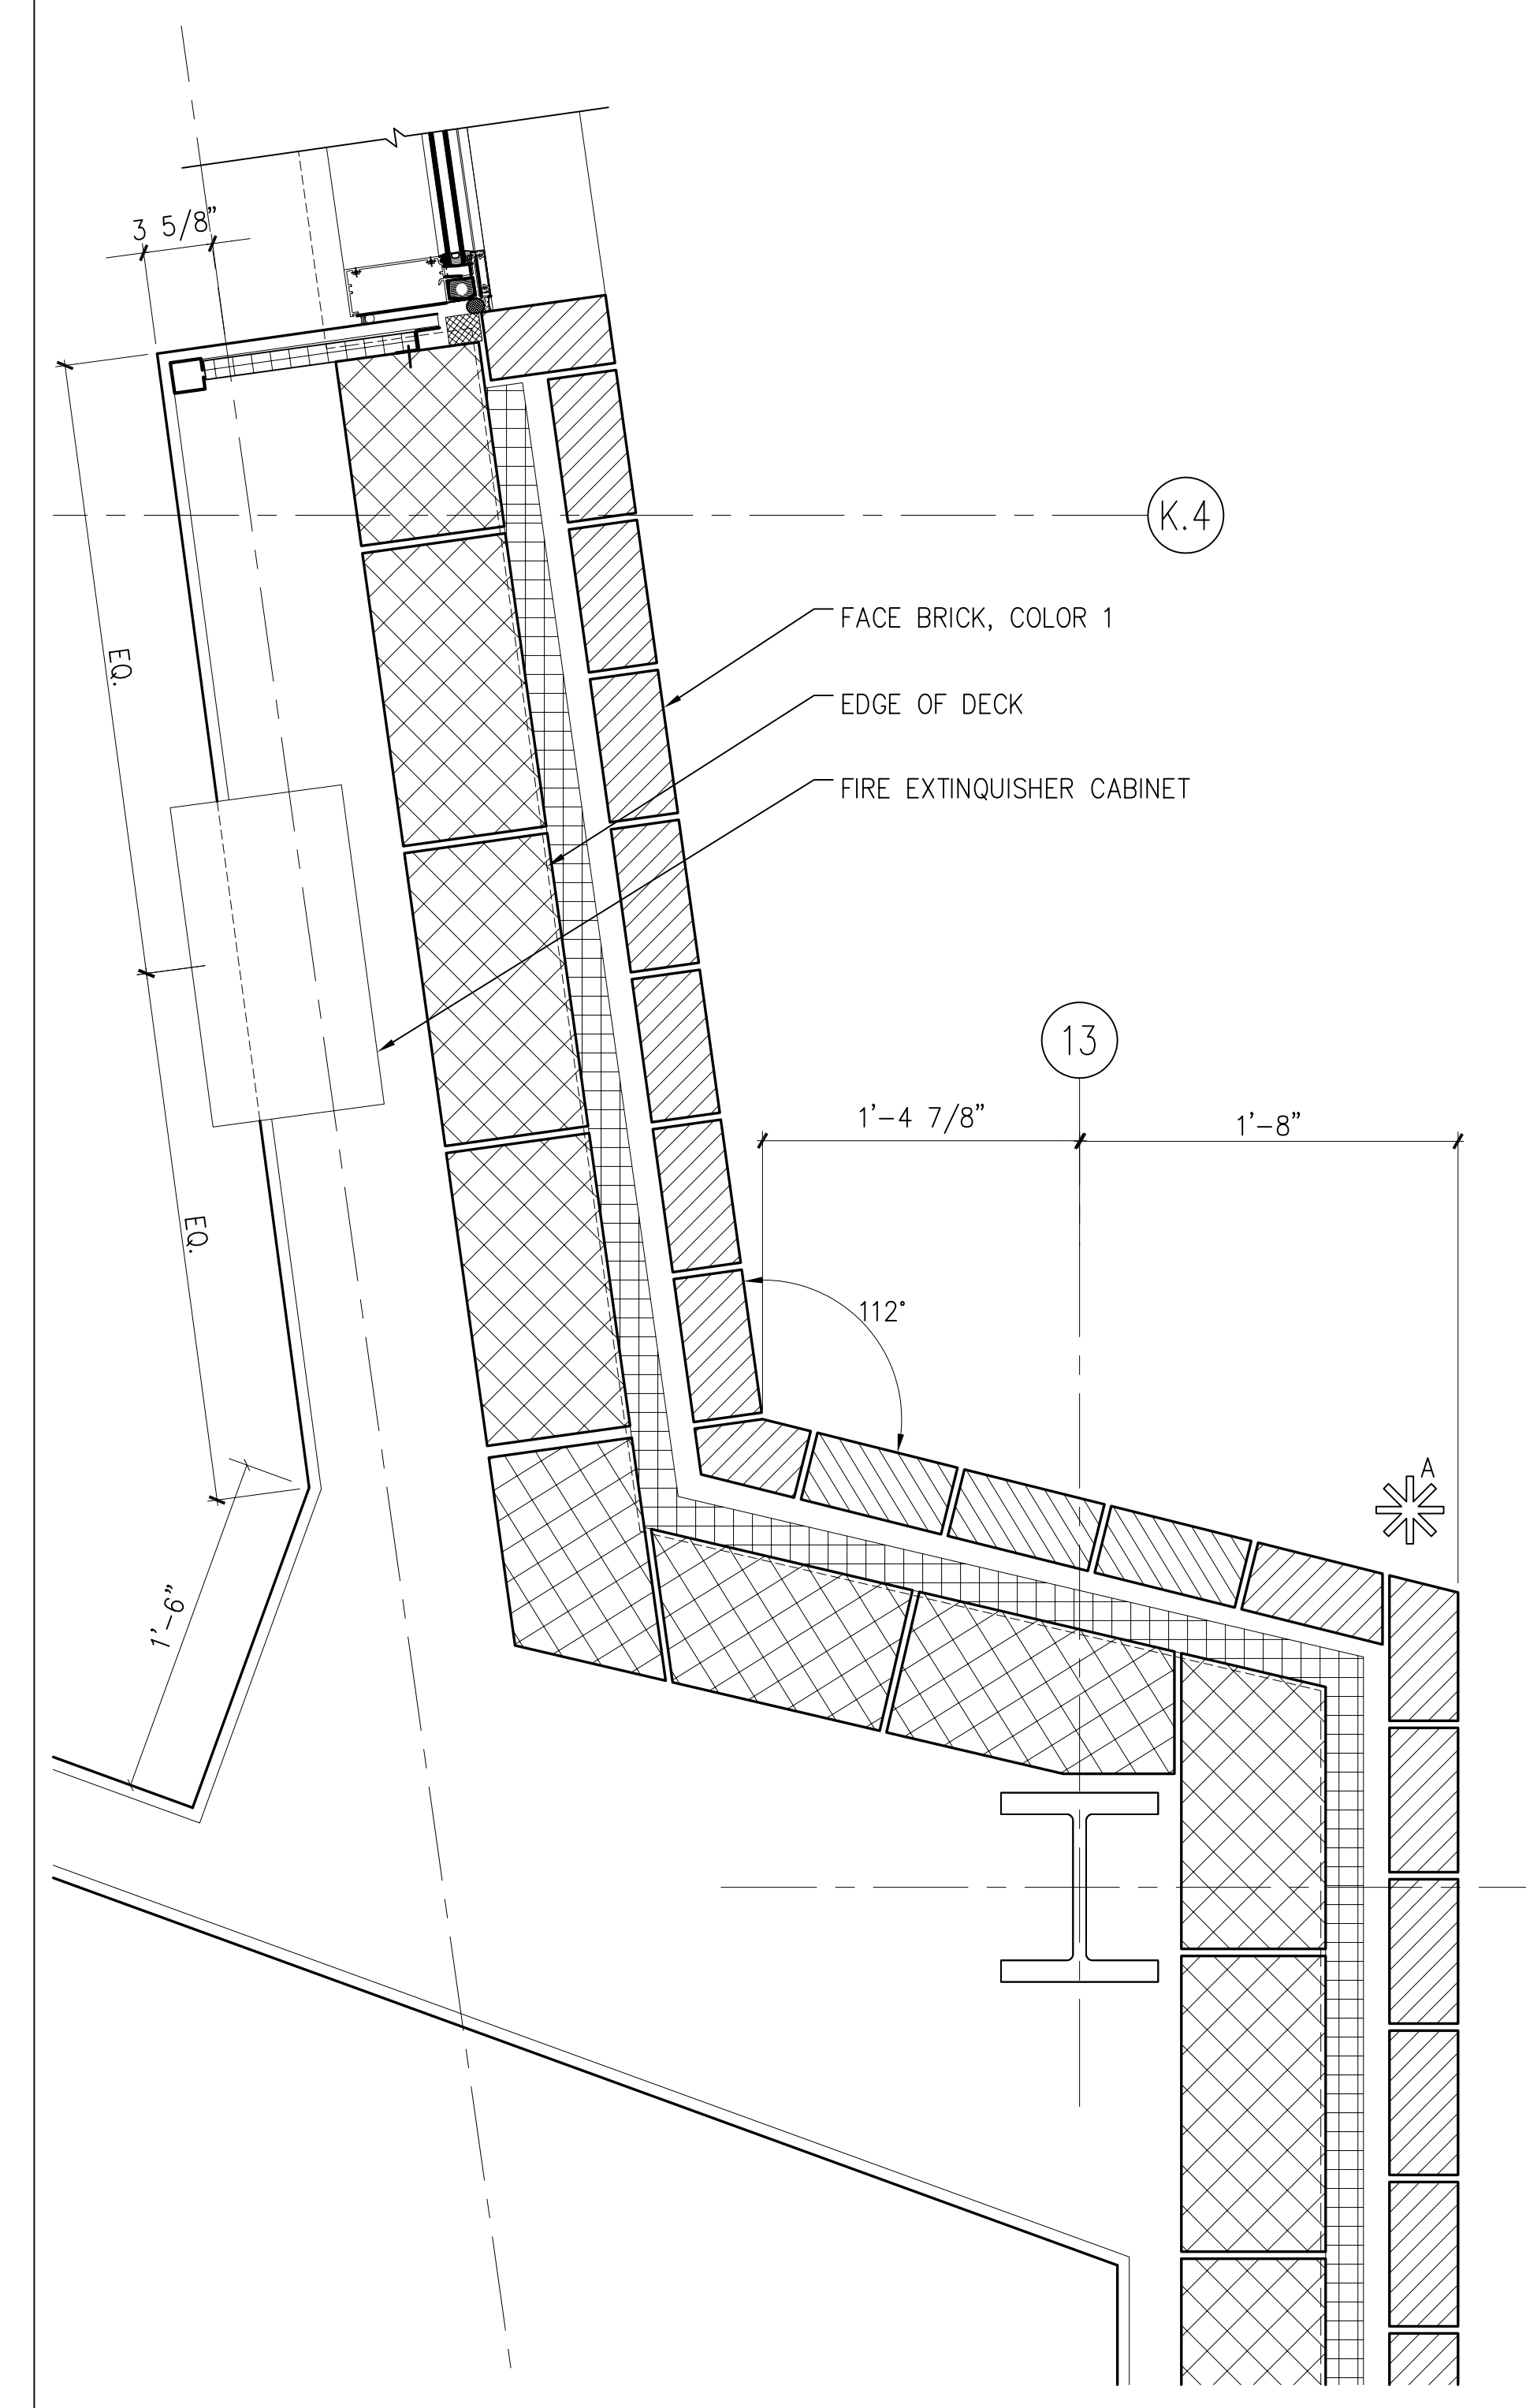 3 5/8”
K.4
FACE BRICK, COLOR 1
EQ.
EDGE OF DECK
FIRE EXTINQUISHER CABINET
13
1’-4 7/8”
1’-8”
EQ.
112°
A
1’-6”